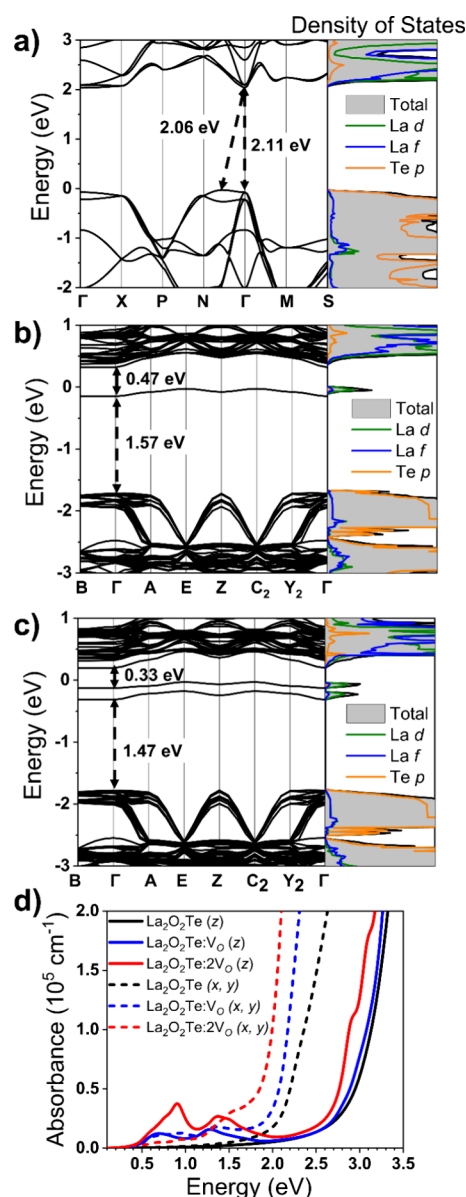 Density of States
a)
3
2
1
0
-1
-2
Energy (eV)
2.06 eV
2.11 eV
Total
La d
La f
Te p
Γ X P N Γ M S
b)
1
0
-1
-2
-3
Energy (eV)
0.47 eV
1.57 eV
Total
La d
La f
Te p
B Γ A E Z C₂ Y₂ Γ
c)
1
0
-1
-2
-3
Energy (eV)
0.33 eV
1.47 eV
Total
La d
La f
Te p
B Γ A E Z C₂ Y₂ Γ
d)
2.0
1.5
1.0
0.5
0.0
Absorbance (10⁵ cm⁻¹)
La₂O₂Te (z)
La₂O₂Te:V_O (z)
La₂O₂Te:2V_O (z)
La₂O₂Te (x, y)
La₂O₂Te:V_O (x, y)
La₂O₂Te:2V_O (x, y)
0.5 1.0 1.5 2.0 2.5 3.0 3.5
Energy (eV)